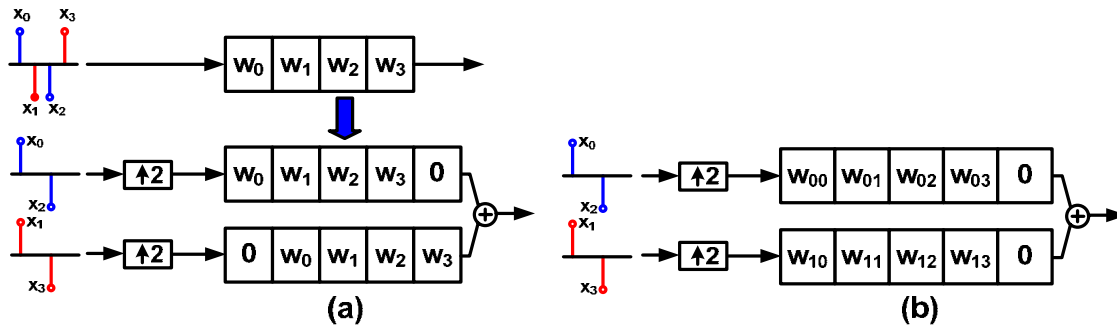 x₀ x₃
x₁ x₂
w₀ w₁ w₂ w₃
x₀
x₂
↑2
w₀ w₁ w₂ w₃ 0
x₁
x₃
↑2
0 w₀ w₁ w₂ w₃
+
(a)
x₀
x₂
↑2
w₀₀ w₀₁ w₀₂ w₀₃ 0
x₁
x₃
↑2
w₁₀ w₁₁ w₁₂ w₁₃ 0
+
(b)